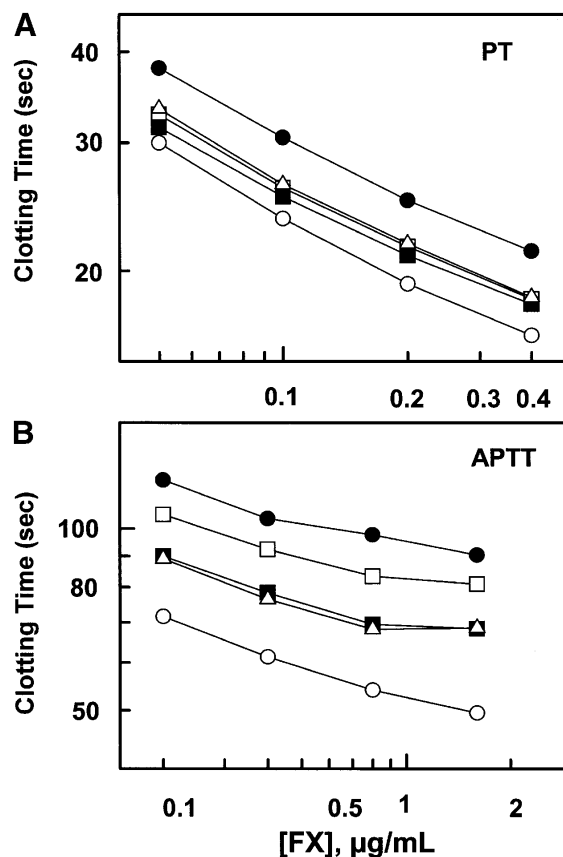 A
PT
40
30
20
Clotting Time (sec)
0.1 0.2 0.3 0.4
B
APTT
100
80
50
Clotting Time (sec)
0.1 0.5 1 2
[FX], µg/mL